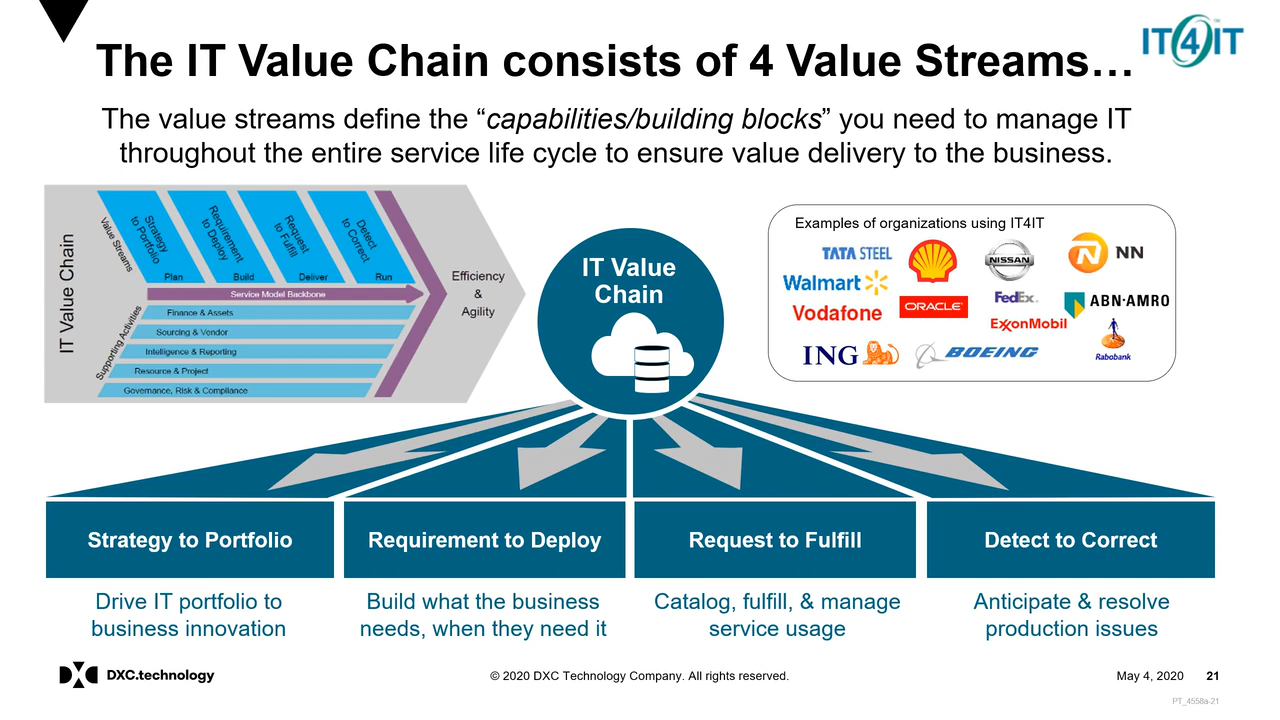 The IT Value Chain consists of 4 Value Streams…
IT4IT™
The value streams define the “capabilities/building blocks” you need to manage IT
throughout the entire service life cycle to ensure value delivery to the business.
IT Value Chain
Value Streams
Strategy
to Portfolio
Plan
Requirement
to Deploy
Build
Request
to Fulfill
Deliver
Detect
to Correct
Run
Service Model Backbone
Supporting Activities
Finance & Assets
Sourcing & Vendor
Intelligence & Reporting
Resource & Project
Governance, Risk & Compliance
Efficiency
&
Agility
IT Value
Chain
Examples of organizations using IT4IT
TATA STEEL
NISSAN
N
NN
Walmart
Vodafone
ORACLE
FedEx.
ABN·AMRO
ExxonMobil
ING
BOEING
Rabobank
Strategy to Portfolio
Requirement to Deploy
Request to Fulfill
Detect to Correct
Drive IT portfolio to
business innovation
Build what the business
needs, when they need it
Catalog, fulfill, & manage
service usage
Anticipate & resolve
production issues
DXC.technology
© 2020 DXC Technology Company. All rights reserved.
May 4, 2020
21
PT_4558a-21